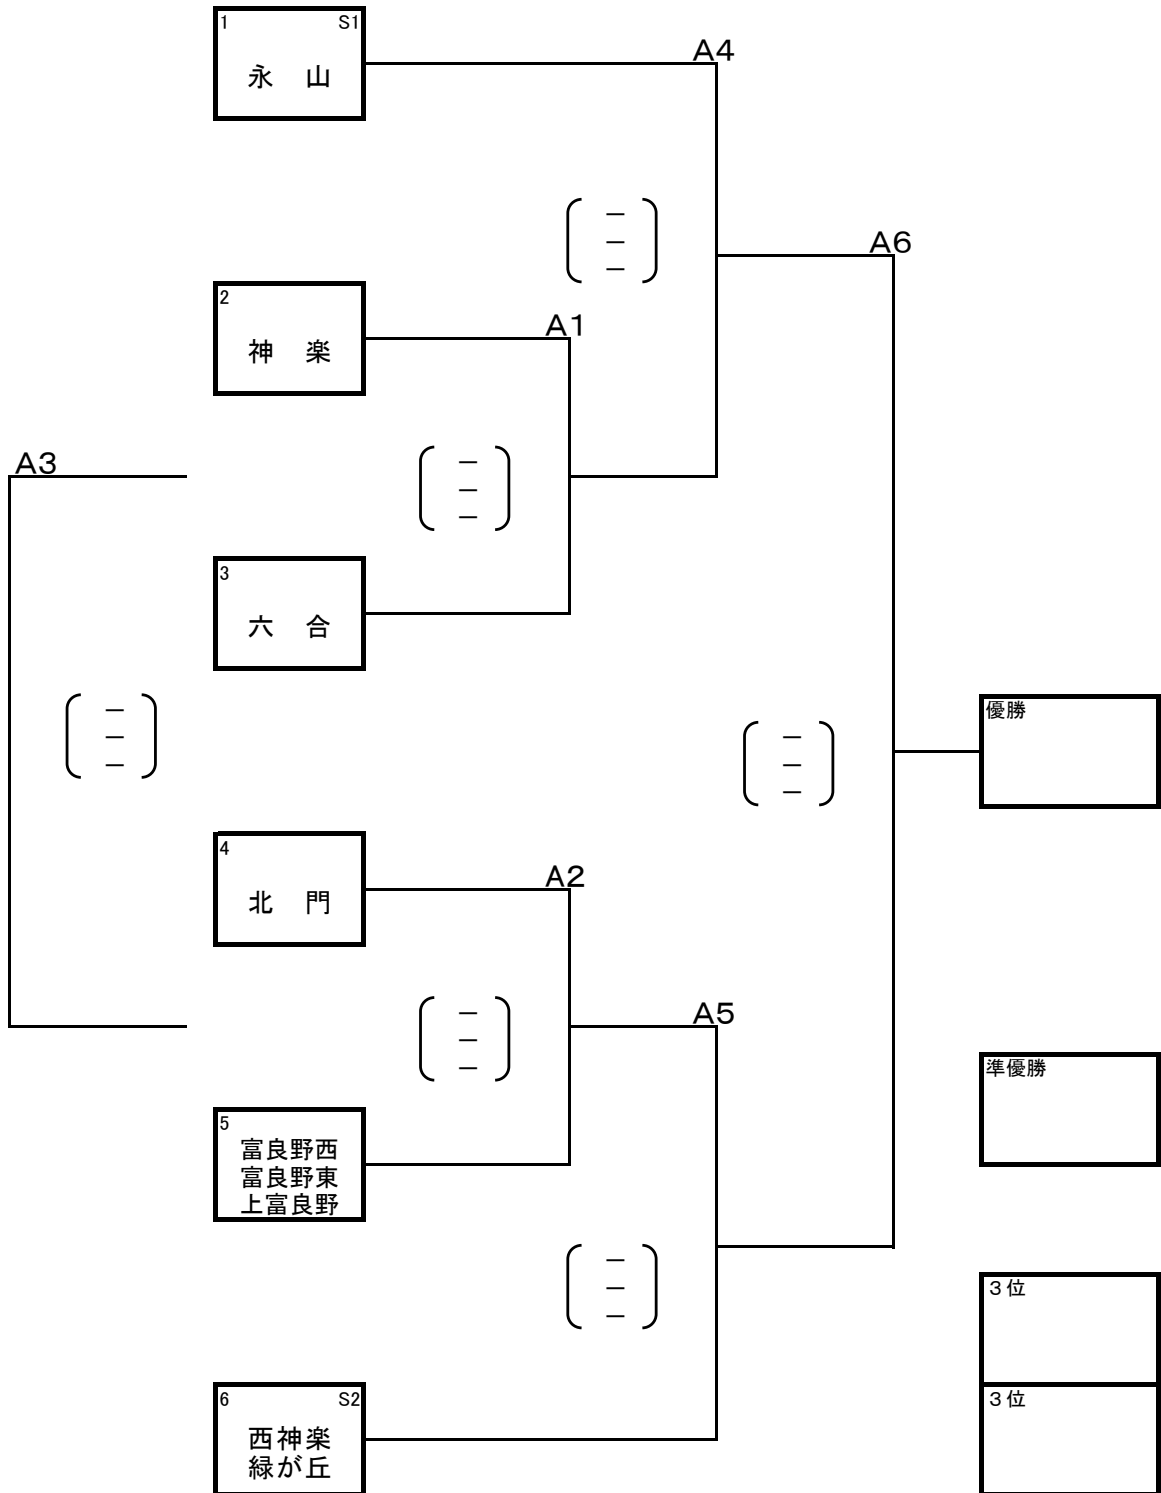 1 S1
永 山
A4
－
－
－
A6
2
神 楽
A1
A3
－
－
－
3
六 合
－
－
－
優勝
－
－
－
4
北 門
A2
－
－
－
A5
準優勝
5
富良野西
富良野東
上富良野
－
－
－
３位
6 S2
西神楽
緑が丘
３位